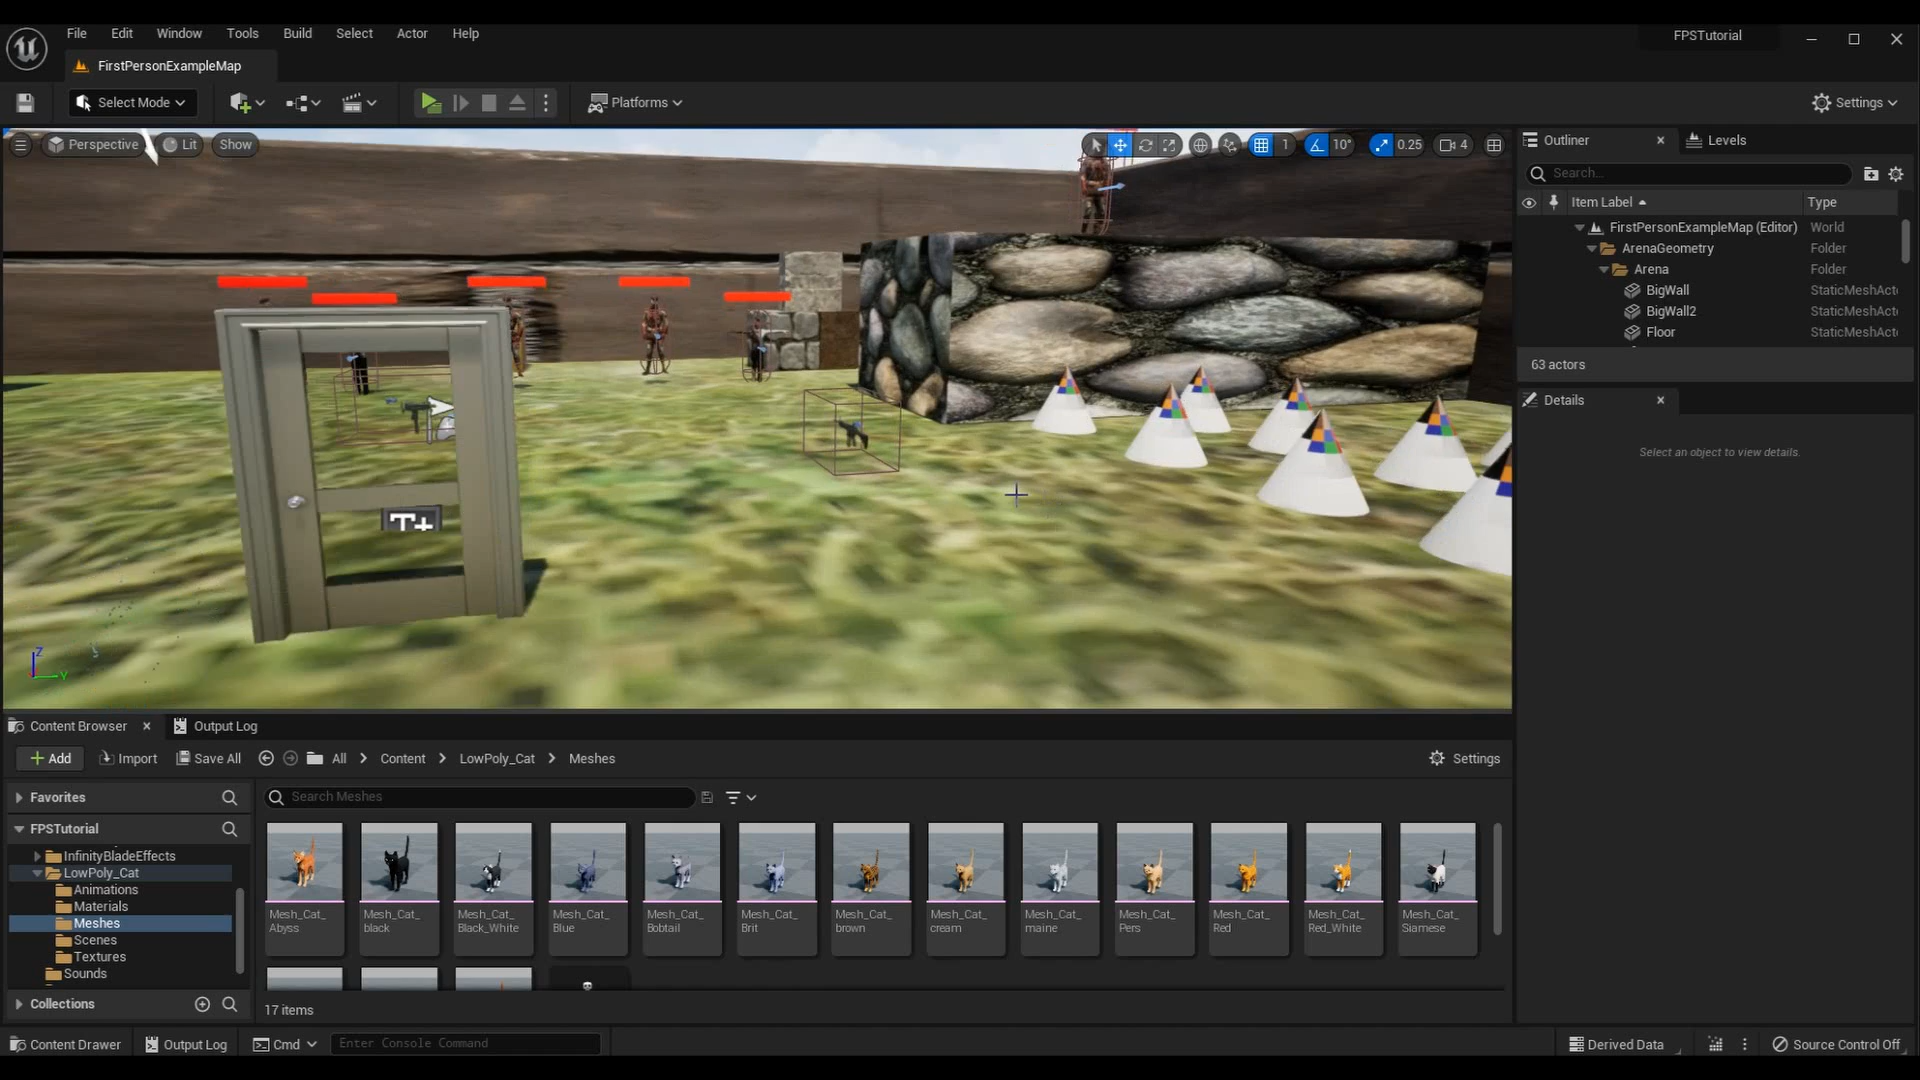 File Edit Window Tools Build Select Actor Help
FPSTutorial
FirstPersonExampleMap
Select Mode
Platforms
Settings
Perspective
Lit
Show
1
10°
0.25
4
Outliner
Levels
Search...
Item Label
Type
FirstPersonExampleMap (Editor) World
ArenaGeometry Folder
Arena Folder
BigWall StaticMeshActo
BigWall2 StaticMeshActo
Floor StaticMeshActo
63 actors
Details
Select an object to view details.
T+
Z
Y
Content Browser
Output Log
Add
Import
Save All
All > Content > LowPoly_Cat > Meshes
Settings
Favorites
Search Meshes
FPSTutorial
InfinityBladeEffects
LowPoly_Cat
Animations
Materials
Meshes
Scenes
Textures
Sounds
Collections
Mesh_Cat_
Abyss
Mesh_Cat_
black
Mesh_Cat_
Black_White
Mesh_Cat_
Blue
Mesh_Cat_
Bobtail
Mesh_Cat_
Brit
Mesh_Cat_
brown
Mesh_Cat_
cream
Mesh_Cat_
maine
Mesh_Cat_
Pers
Mesh_Cat_
Red
Mesh_Cat_
Red_White
Mesh_Cat_
Siamese
17 items
Content Drawer
Output Log
Cmd
Enter Console Command
Derived Data
Source Control Off